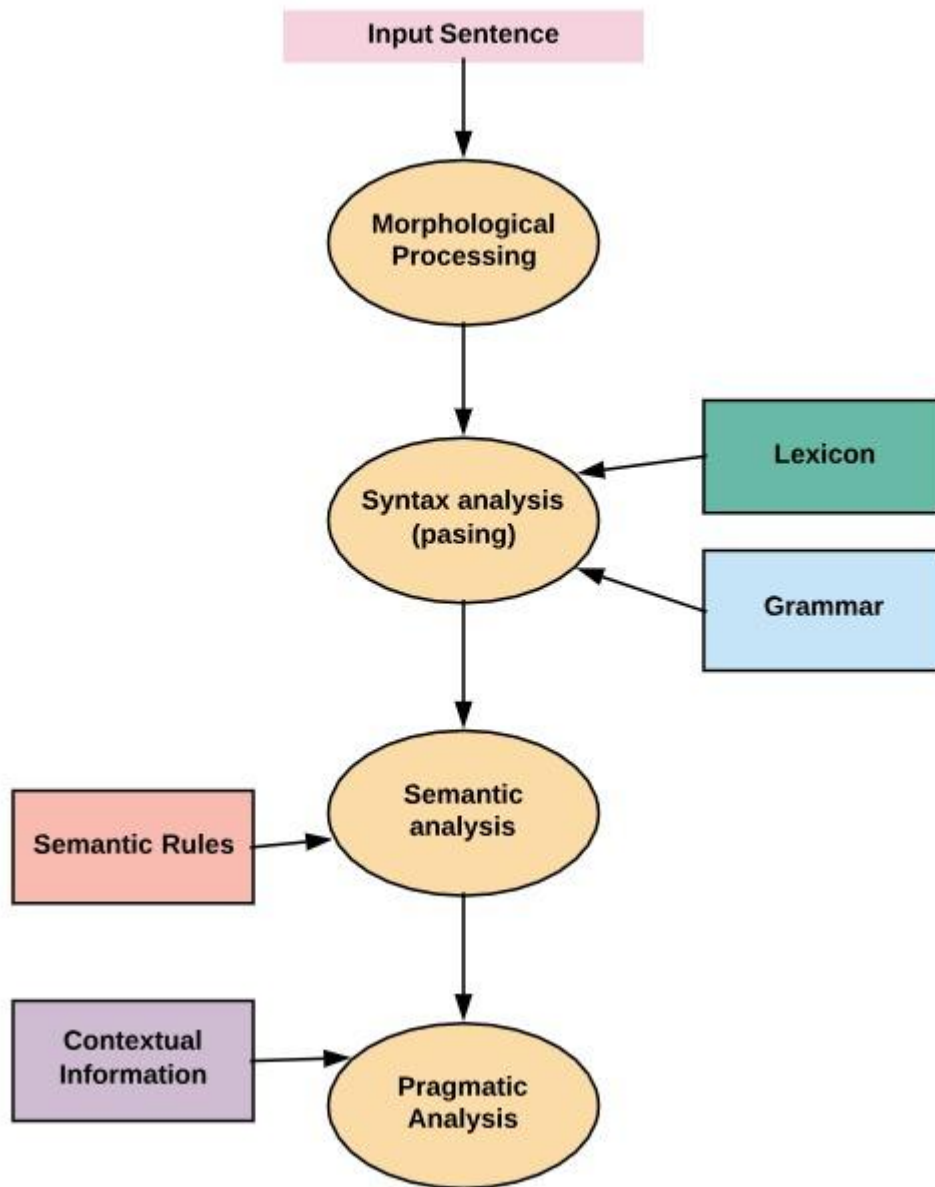 Input Sentence
Morphological
Processing
Syntax analysis
(pasing)
Lexicon
Grammar
Semantic
analysis
Semantic Rules
Contextual
Information
Pragmatic
Analysis